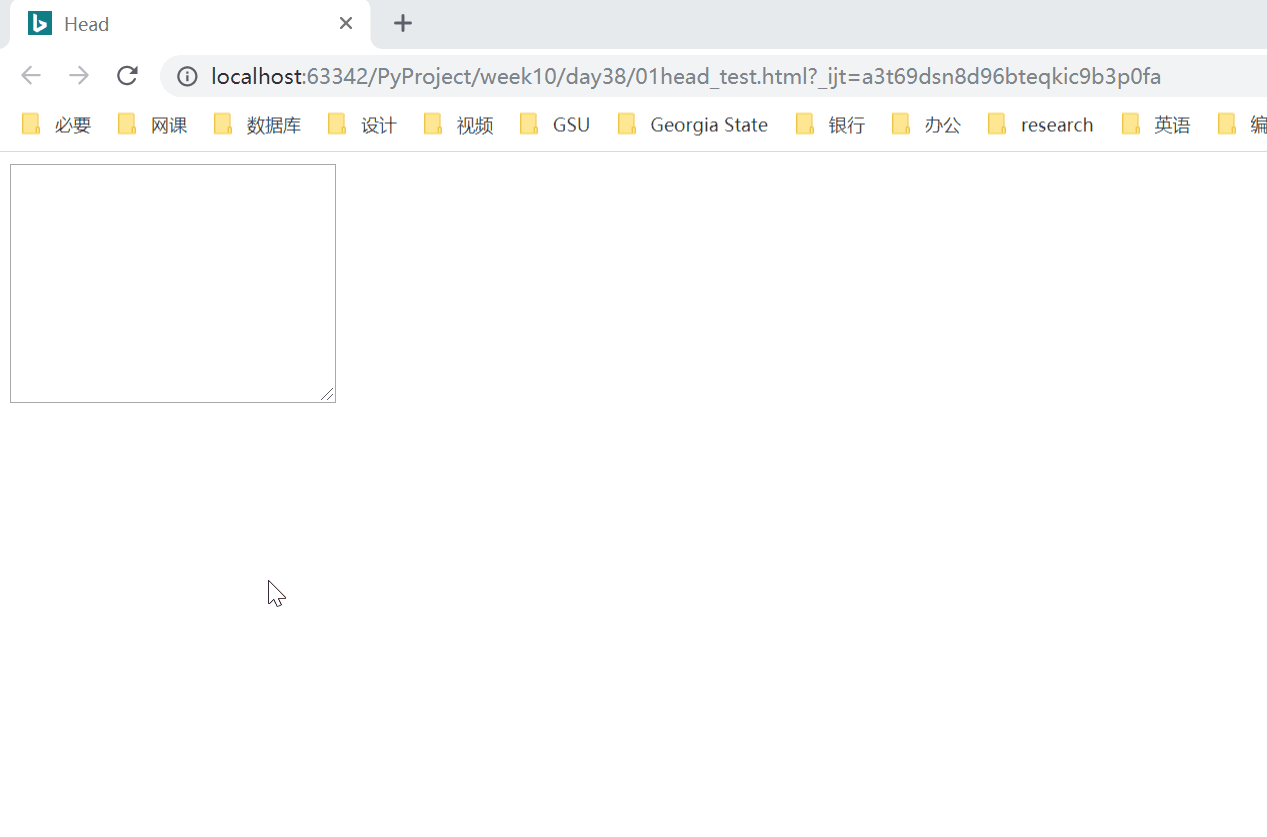 Head
localhost:63342/PyProject/week10/day38/01head_test.html?_ijt=a3t69dsn8d96bteqkic9b3p0fa
必要 网课 数据库 设计 视频 GSU Georgia State 银行 办公 research 英语 编